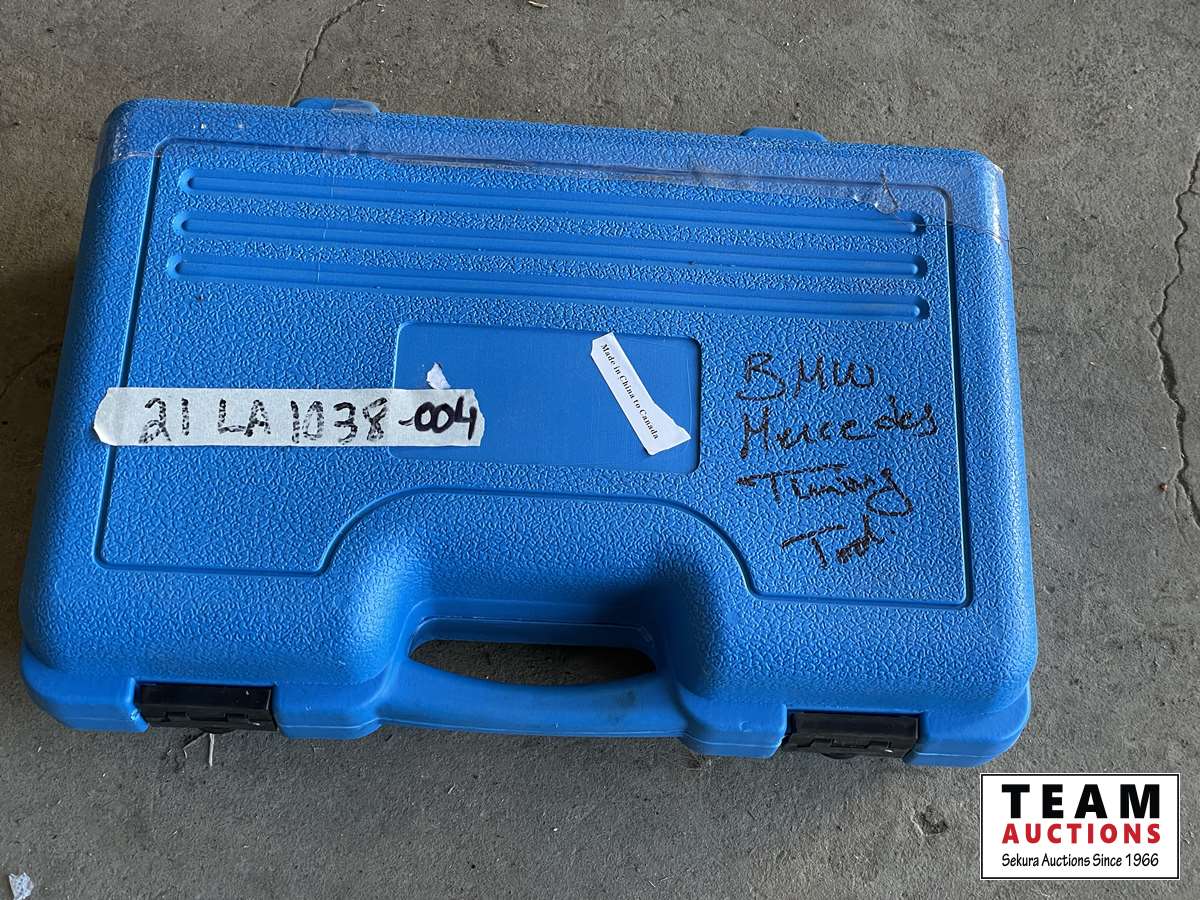 21 LA 1038-004
Made in China to Canada
BMW
Mercedes
Timing
Tool.
TEAM
AUCTIONS
Sekura Auctions Since 1966